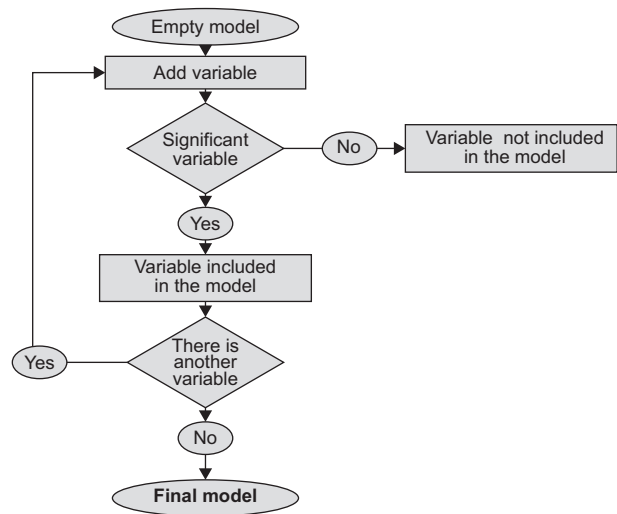 Empty model
Add variable
Significant
variable
No
Variable not included
in the model
Yes
Variable included
in the model
There is
another
variable
Yes
No
Final model